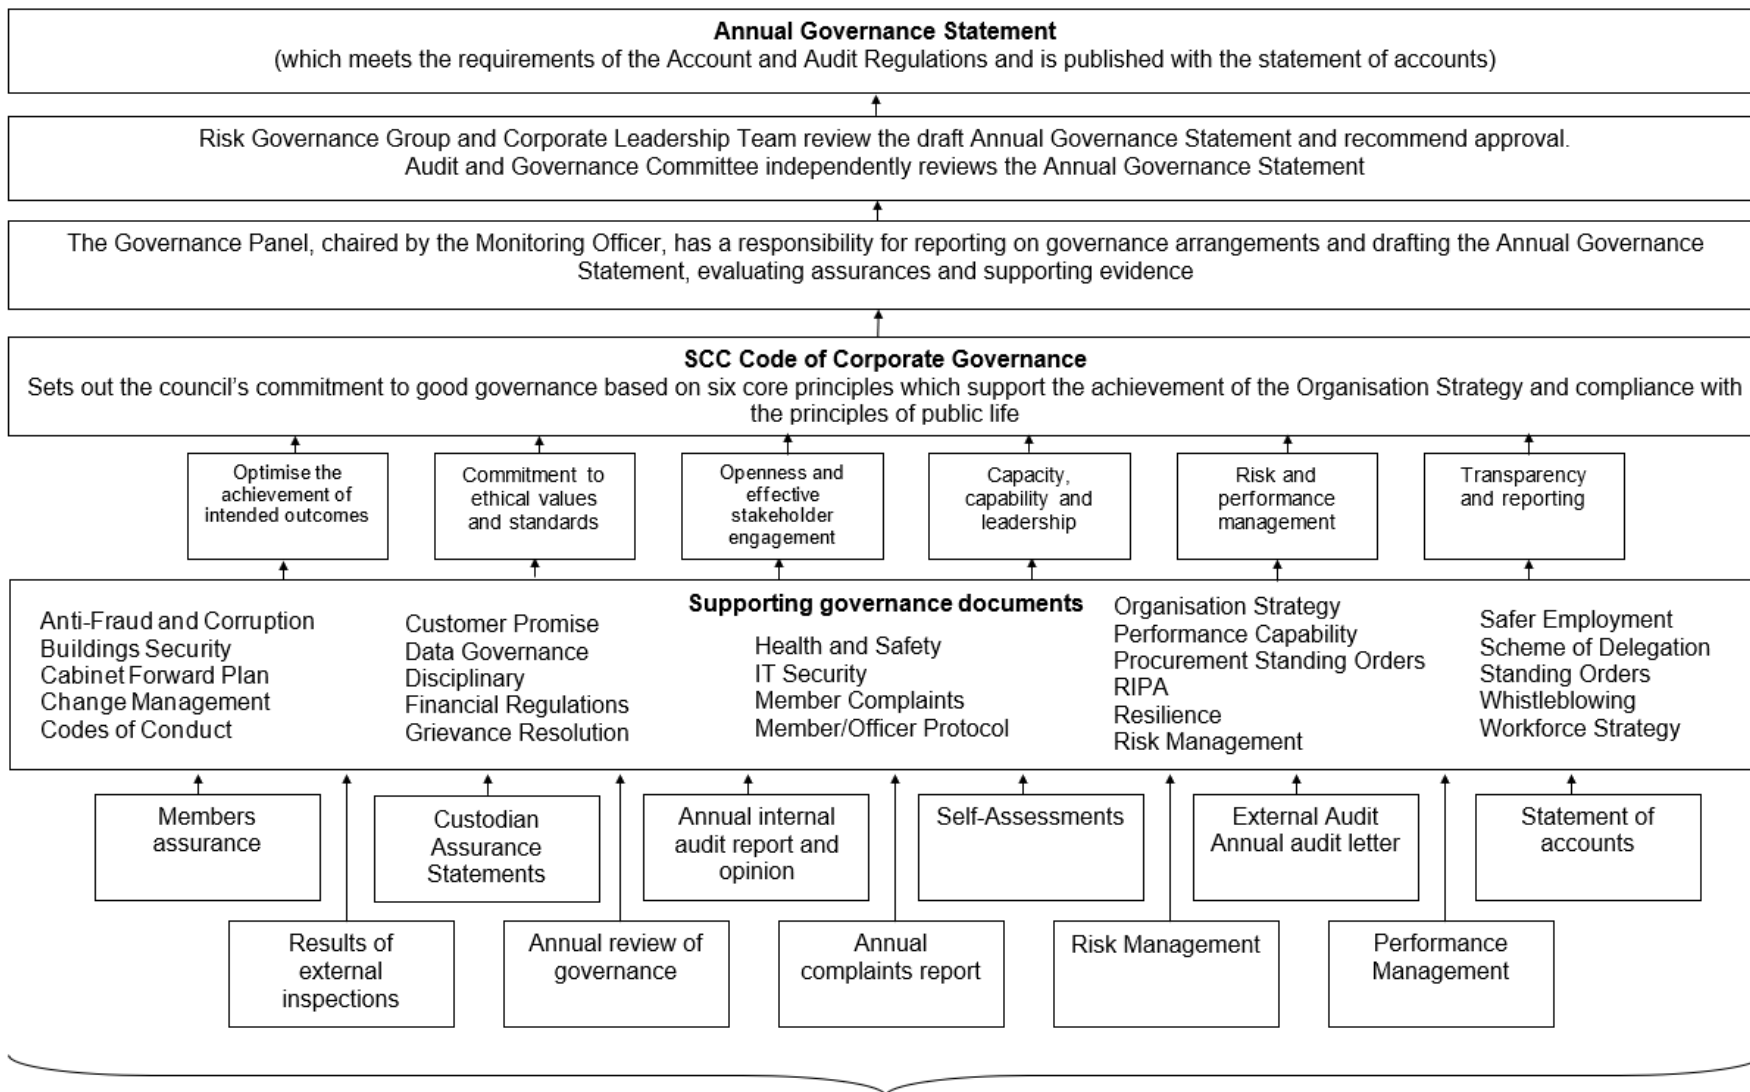 Annual Governance Statement
(which meets the requirements of the Account and Audit Regulations and is published with the statement of accounts)
Risk Governance Group and Corporate Leadership Team review the draft Annual Governance Statement and recommend approval.
Audit and Governance Committee independently reviews the Annual Governance Statement
The Governance Panel, chaired by the Monitoring Officer, has a responsibility for reporting on governance arrangements and drafting the Annual Governance
Statement, evaluating assurances and supporting evidence
SCC Code of Corporate Governance
Sets out the council's commitment to good governance based on six core principles which support the achievement of the Organisation Strategy and compliance with
the principles of public life
Optimise the
achievement of
intended outcomes
Commitment to
ethical values
and standards
Openness and
effective
stakeholder
engagement
Capacity,
capability and
leadership
Risk and
performance
management
Transparency
and reporting
Supporting governance documents
Anti-Fraud and Corruption
Buildings Security
Cabinet Forward Plan
Change Management
Codes of Conduct
Customer Promise
Data Governance
Disciplinary
Financial Regulations
Grievance Resolution
Health and Safety
IT Security
Member Complaints
Member/Officer Protocol
Organisation Strategy
Performance Capability
Procurement Standing Orders
RIPA
Resilience
Risk Management
Safer Employment
Scheme of Delegation
Standing Orders
Whistleblowing
Workforce Strategy
Members
assurance
Custodian
Assurance
Statements
Annual internal
audit report and
opinion
Self-Assessments
External Audit
Annual audit letter
Statement of
accounts
Results of
external
inspections
Annual review of
governance
Annual
complaints report
Risk Management
Performance
Management